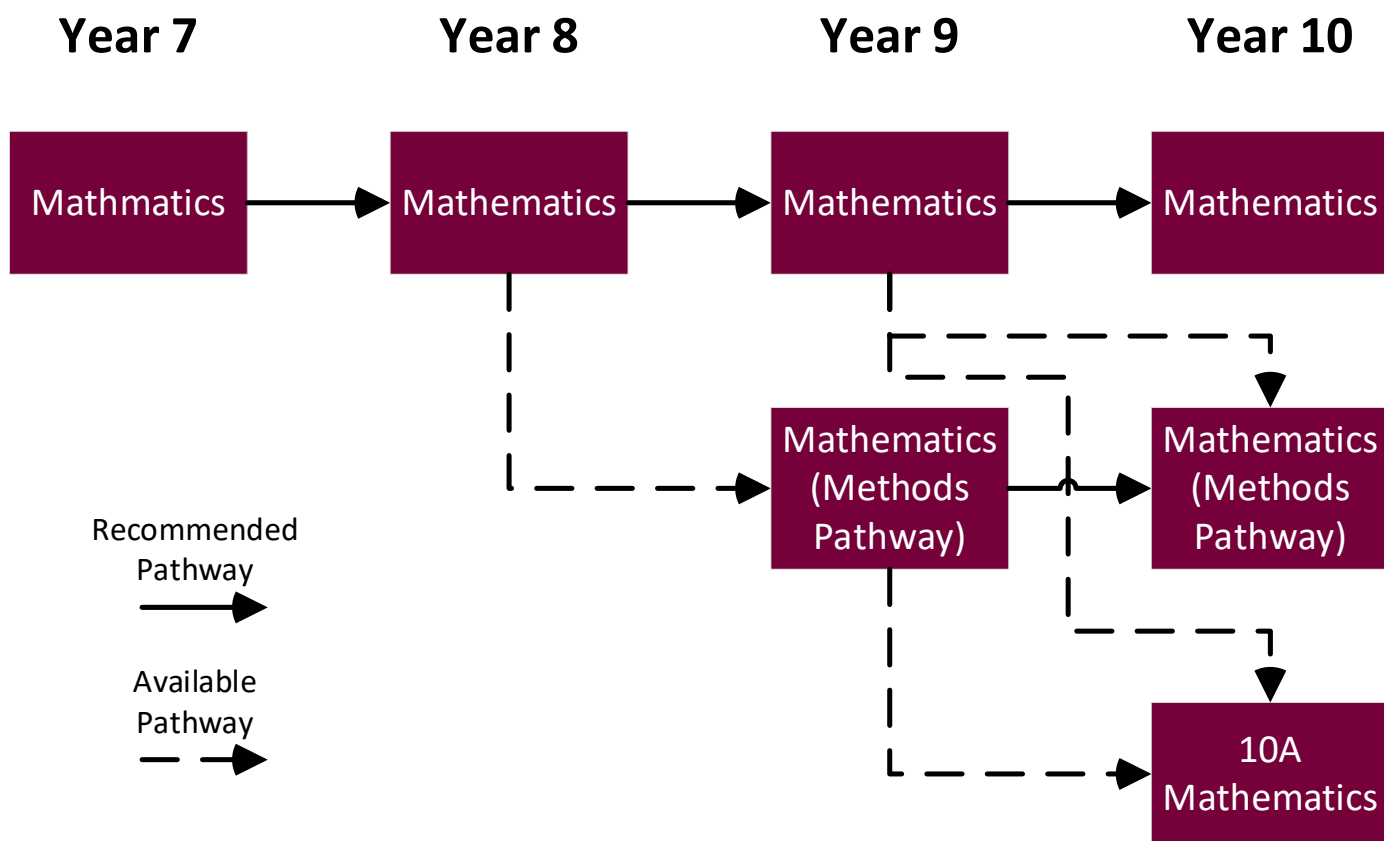 Year 7
Year 8
Year 9
Year 10
Mathmatics
Mathematics
Mathematics
Mathematics
Mathematics
(Methods
Pathway)
Mathematics
(Methods
Pathway)
Recommended
Pathway
Available
Pathway
10A
Mathematics